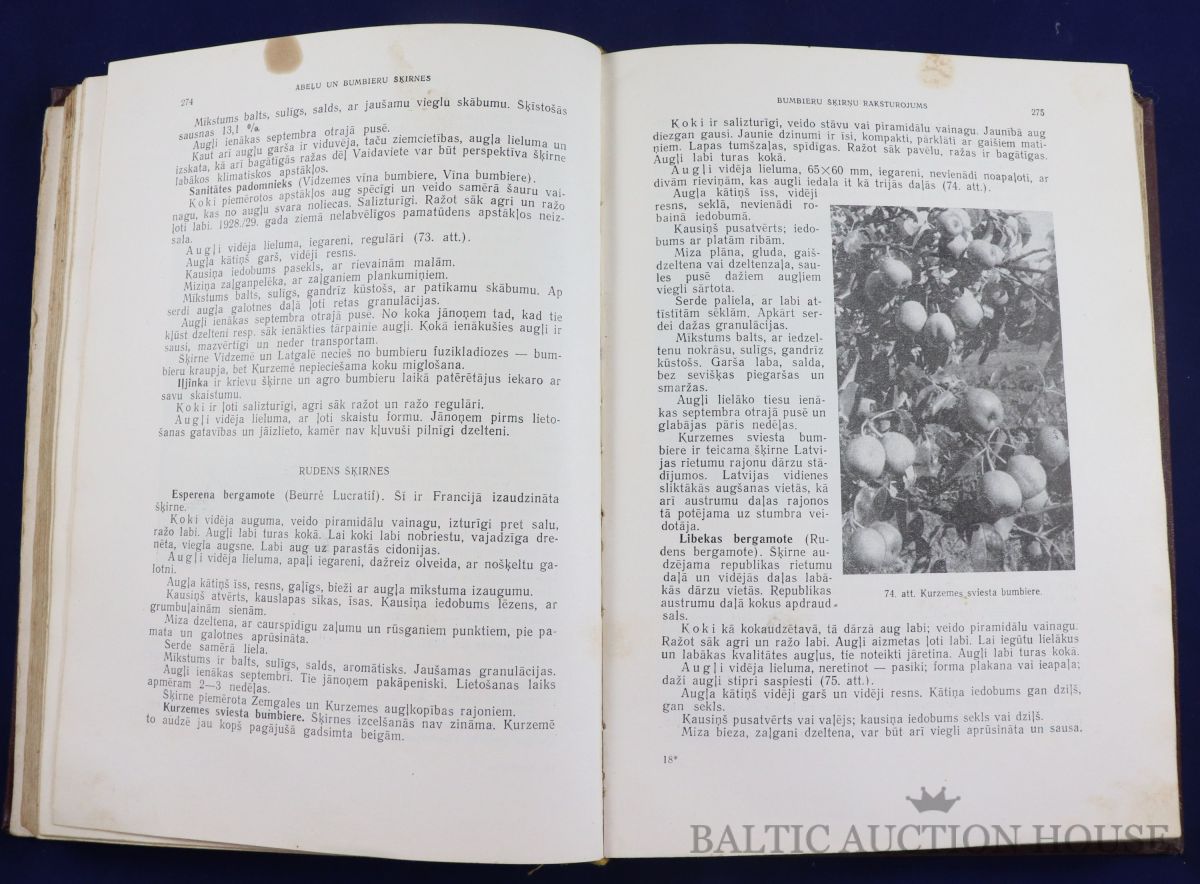 274
ĀBEĻU UN BUMBIERU ŠĶIRNES
Mīkstums balts, sulīgs, salds, ar jaušamu vieglu skābumu. Šķīstošās
sausnas 13,1 %.
Augļi ienākas septembra otrajā pusē.
Kaut arī augļu garša ir viduvēja, taču ziemcietības, augļa lieluma un
izskata, kā arī bagātīgās ražas dēļ Vaidaviete var būt perspektīva šķirne
labākos klimatiskos apstākļos.
Sanitātes padomnieks (Vidzemes vīna bumbiere, Vīna bumbiere).
Koki piemērotos apstākļos aug spēcīgi un veido samērā šauru vai-
nagu, kas no augļu svara noliecas. Salizturīgi. Ražot sāk agri un ražo
ļoti labi. 1928./29. gada ziemā nelabvēlīgos pamatūdens apstākļos neiz-
sala.
Augļi vidēja lieluma, iegareni, regulāri (73. att.).
Augļa kātiņš garš, vidēji resns.
Kausiņa iedobums pasekls, ar rievainām malām.
Miziņa zaļganpelēka, ar zaļganiem plankumiņiem.
Mīkstums balts, sulīgs, gandrīz kūstošs, ar patīkamu skābumu. Ap
serdi augļa galotnes daļā ļoti retas granulācijas.
Augļi ienākas septembra otrajā pusē. No koka jānoņem tad, kad tie
kļūst dzelteni resp. sāk ienākties tārpainie augļi. Kokā ienākušies augļi ir
sausi, mazvērtīgi un neder transportam.
Šķirne Vidzemē un Latgalē necieš no bumbieru fuzikladiozes — bum-
bieru kraupja, bet Kurzemē nepieciešama koku miglošana.
Iļjinka ir krievu šķirne un agro bumbieru laikā patērētājus iekaro ar
savu skaistumu.
Koki ir ļoti salizturīgi, agri sāk ražot un ražo regulāri.
Augļi vidēja lieluma, ar ļoti skaistu formu. Jānoņem pirms lieto-
šanas gatavības un jāizlieto, kamēr nav kļuvuši pilnīgi dzelteni.
RUDENS ŠĶIRNES
Esperena bergamote (Beurré Lucratif). Šī ir Francijā izaudzināta
šķirne.
Koki vidēja auguma, veido piramidālu vainagu, izturīgi pret salu,
ražo labi. Augļi labi turas kokā. Lai koki labi nobriestu, vajadzīga dre-
nēta, viegla augsne. Labi aug uz parastās cidonijas.
Augļi vidēja lieluma, apaļi iegareni, dažreiz olveida, ar nošķeltu ga-
lotni.
Augļa kātiņš īss, resns, gaļīgs, bieži ar augļa mīkstuma izaugumu.
Kausiņš atvērts, kauslapas sīkas, īsas. Kausiņa iedobums lēzens, ar
grumbuļainām sienām.
Miza dzeltena, ar caurspīdīgu zaļumu un rūsganiem punktiem, pie pa-
mata un galotnes aprūsināta.
Serde samērā liela.
Mīkstums ir balts, sulīgs, salds, aromātisks. Jaušamas granulācijas.
Augļi ienākas septembrī. Tie jānoņem pakāpeniski. Lietošanas laiks
apmēram 2—3 nedēļas.
Šķirne piemērota Zemgales un Kurzemes augļkopības rajoniem.
Kurzemes sviesta bumbiere. Šķirnes izcelšanās nav zināma. Kurzemē
to audzē jau kopš pagājušā gadsimta beigām.
BUMBIERU ŠĶIRŅU RAKSTUROJUMS
275
Koki ir salizturīgi, veido stāvu vai piramidālu vainagu. Jaunībā aug
diezgan gausi. Jaunie dzinumi ir īsi, kompakti, pārklāti ar gaišiem mati-
ņiem. Lapas tumšzaļas, spīdīgas. Ražot sāk pavēlu, ražas ir bagātīgas.
Augļi labi turas kokā.
Augļi vidēja lieluma, 65×60 mm, iegareni, nevienādi noapaļoti, ar
divām rieviņām, kas augli iedala it kā trijās daļās (74. att.).
Augļa kātiņš īss, vidēji
resns, seklā, nevienādi ro-
bainā iedobumā.
Kausiņš pusatvērts; iedo-
bums ar platām ribām.
Miza plāna, gluda, gaiš-
dzeltena vai dzeltenzaļa, sau-
les pusē dažiem augļiem
viegli sārtota.
Serde paliela, ar labi at-
tīstītām sēklām. Apkārt ser-
dei dažas granulācijas.
Mīkstums balts, ar iedzel-
tenu nokrāsu, sulīgs, gandrīz
kūstošs. Garša laba, salda,
bez sevišķas piegaršas un
smaržas.
Augļi lielāko tiesu ienā-
kas septembra otrajā pusē un
glabājas pāris nedēļas.
Kurzemes sviesta bum-
biere ir teicama šķirne Latvi-
jas rietumu rajonu dārzu stā-
dījumos. Latvijas vidienes
sliktākās augšanas vietās, kā
arī austrumu daļas rajonos
tā potējama uz stumbra vei-
dotāja.
Lībekas bergamote (Ru-
dens bergamote). Šķirne au-
dzējama republikas rietumu
daļā un vidējās daļas labā-
kās dārzu vietās. Republikas
austrumu daļā kokus apdraud
sals.
74. att. Kurzemes sviesta bumbiere.
Koki kā kokaudzētavā, tā dārzā aug labi; veido piramidālu vainagu.
Ražot sāk agri un ražo labi. Augļi aizmetas ļoti labi. Lai iegūtu lielākus
un labākas kvalitātes augļus, tie noteikti jāretina. Augļi labi turas kokā.
Augļi vidēja lieluma, neretinot — pasīki; forma plakana vai ieapaļa;
daži augļi stipri saspiesti (75. att.).
Augļa kātiņš vidēji garš un vidēji resns. Kātiņa iedobums gan dziļš,
gan sekls.
Kausiņš pusatvērts vai vaļējs; kausiņa iedobums sekls vai dziļš.
Miza bieza, zaļgani dzeltena, var būt arī viegli aprūsināta un sausa.
18*
BALTIC AUCTION HOUSE